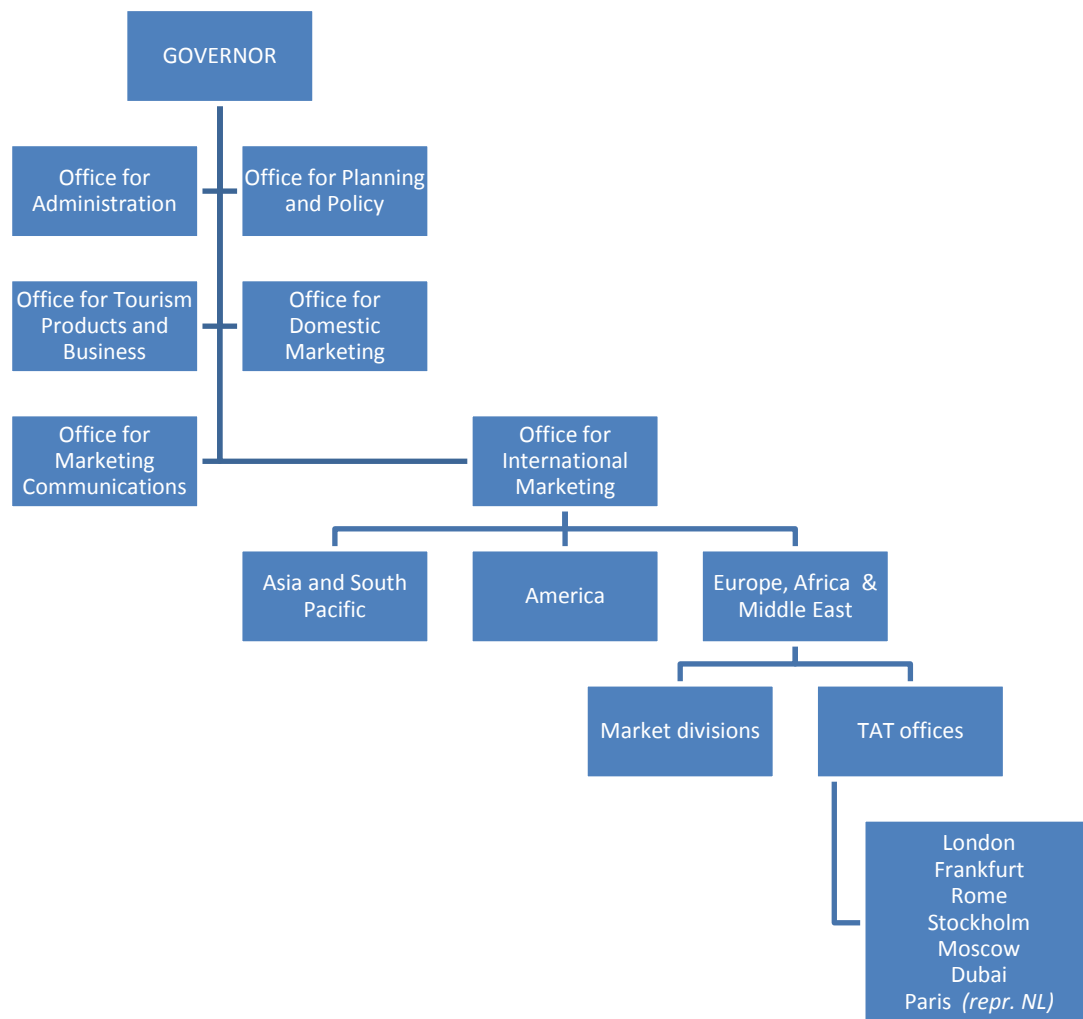 GOVERNOR
Office for
Administration
Office for Planning
and Policy
Office for Tourism
Products and
Business
Office for
Domestic
Marketing
Office for
Marketing
Communications
Office for
International
Marketing
Asia and South
Pacific
America
Europe, Africa &
Middle East
Market divisions
TAT offices
London
Frankfurt
Rome
Stockholm
Moscow
Dubai
Paris (repr. NL)